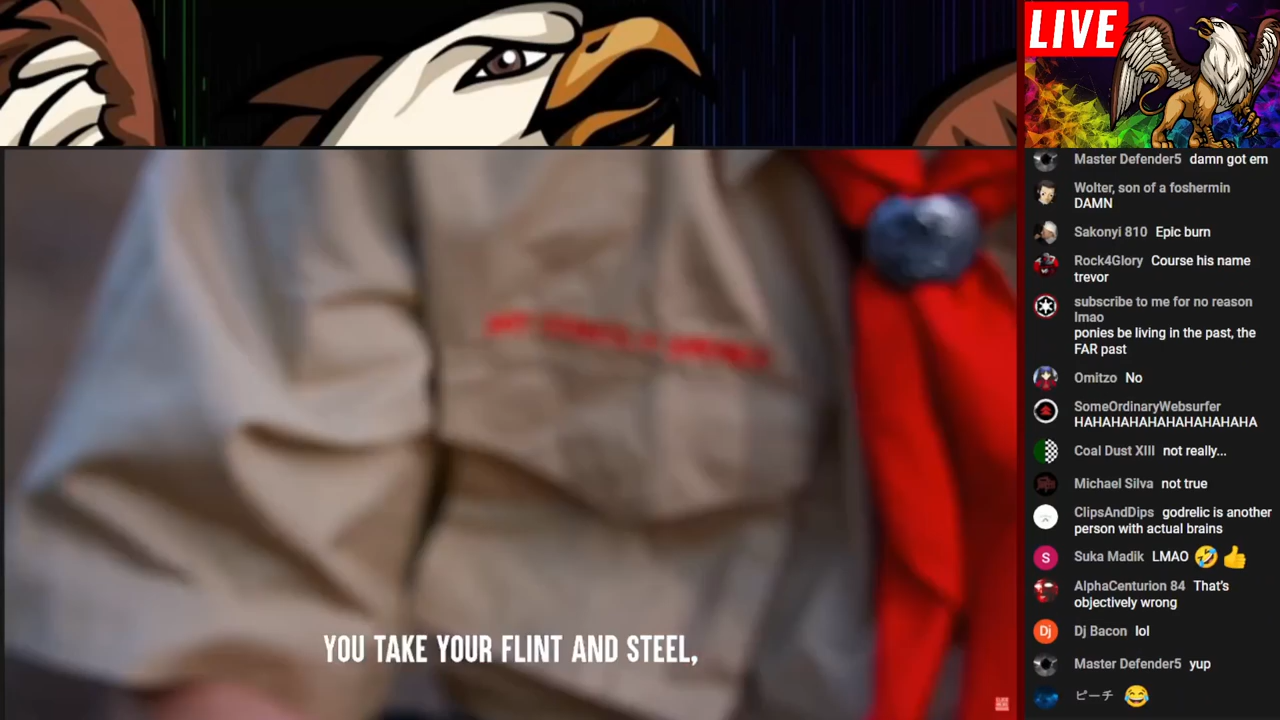 LIVE
Master Defender5 damn got em
Wolter, son of a foshermin
DAMN
Sakonyi 810 Epic burn
Rock4Glory Course his name
trevor
subscribe to me for no reason
lmao
ponies be living in the past, the
FAR past
Omitzo No
SomeOrdinaryWebsurfer
HAHAHAHAHAHAHAHAHAHA
Coal Dust XIII not really...
Michael Silva not true
ClipsAndDips godrelic is another
person with actual brains
S
Suka Madik LMAO 🤣👍
AlphaCenturion 84 That's
objectively wrong
Dj
Dj Bacon lol
Master Defender5 yup
ピーチ 😂
YOU TAKE YOUR FLINT AND STEEL,